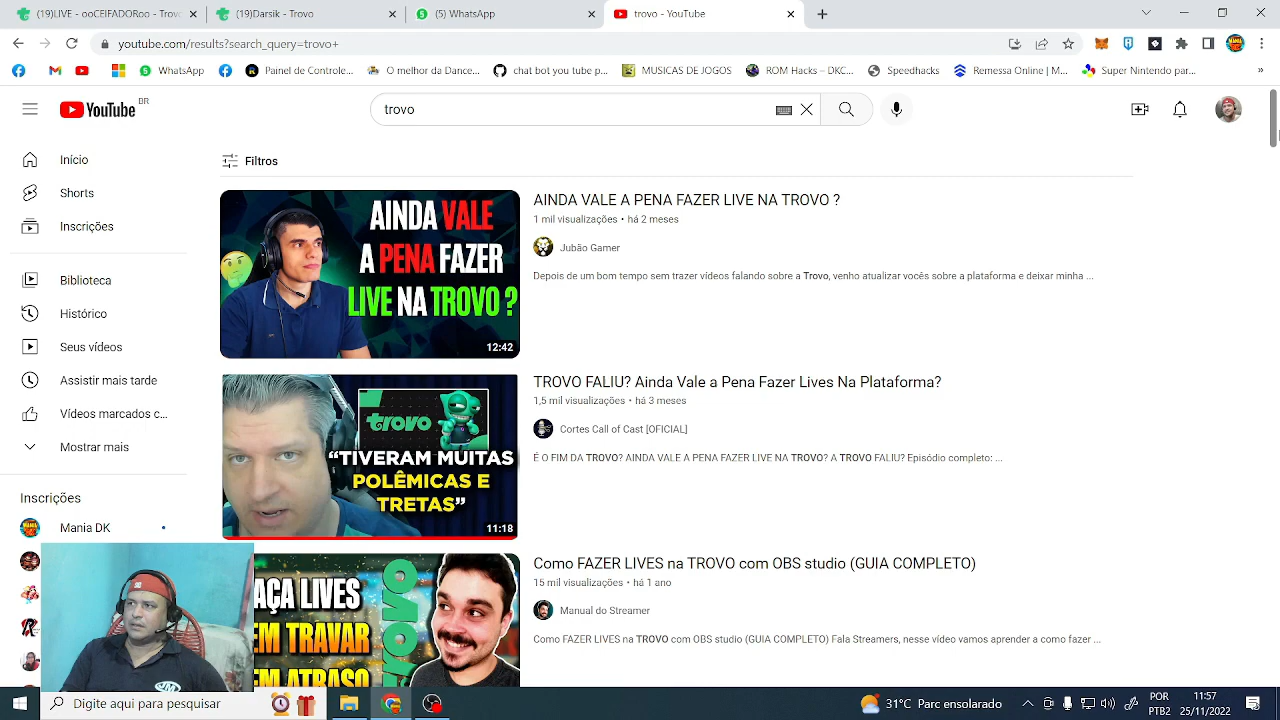 (19)LIVE - ooCEIFADORoo - Trovo
(19)Darsik - Trovo
(5) WhatsApp
trovo - YouTube
youtube.com/results?search_query=trovo+
WhatsApp
Painel de Controle...
O melhor da Dance...
chat bot you tube p...
MUSICAS DE JOGOS
ROM Hacks – DKC...
Speedhacks
Remessa Online | M...
Super Nintendo par...
»
YouTube BR
trovo
Início
Shorts
Inscrições
Biblioteca
Histórico
Seus vídeos
Assistir mais tarde
Vídeos marcados c...
Mostrar mais
Inscrições
Mania DK
Filtros
AINDA VALE
A PENA FAZER
LIVE NA TROVO ?
12:42
AINDA VALE A PENA FAZER LIVE NA TROVO ?
1 mil visualizações • há 2 meses
Jubão Gamer
Depois de um bom tempo sem trazer vídeos falando sobre a Trovo, venho atualizar vocês sobre a plataforma e deixar minha ...
trovo
“TIVERAM MUITAS
POLÊMICAS E
TRETAS”
11:18
TROVO FALIU? Ainda Vale a Pena Fazer Lives Na Plataforma?
1,5 mil visualizações • há 3 meses
Cortes Call of Cast [OFICIAL]
É O FIM DA TROVO? AINDA VALE A PENA FAZER LIVE NA TROVO? A TROVO FALIU? Episódio completo: ...
AÇA LIVES
EM TRAVAR
EM ATRASO
TROVO
Como FAZER LIVES na TROVO com OBS studio (GUIA COMPLETO)
15 mil visualizações • há 1 ano
Manual do Streamer
Como FAZER LIVES na TROVO com OBS studio (GUIA COMPLETO) Fala Streamers, nesse vídeo vamos aprender a como fazer ...
Digite aqui para pesquisar
31°C Parc ensolarado
POR
PTB2
11:57
25/11/2022